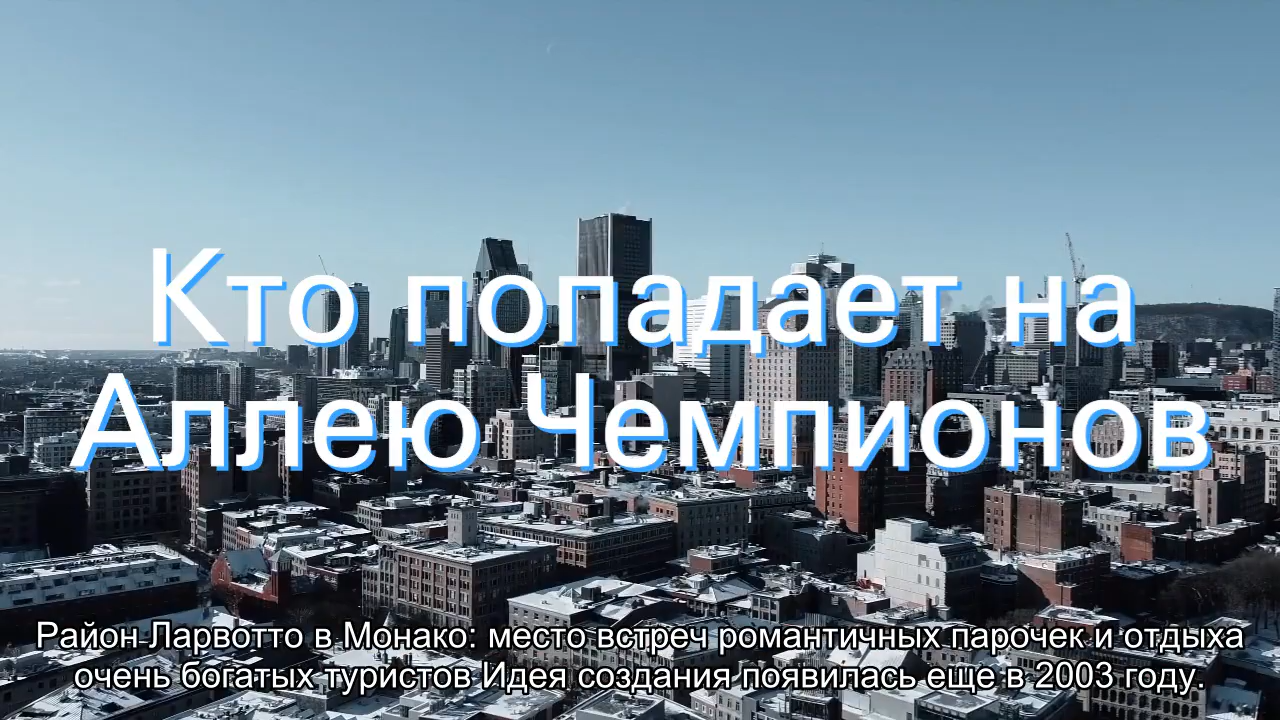 Кто попадает на
Аллею Чемпионов
Район Ларвотто в Монако: место встреч романтичных парочек и отдыха
очень богатых туристов Идея создания появилась еще в 2003 году.